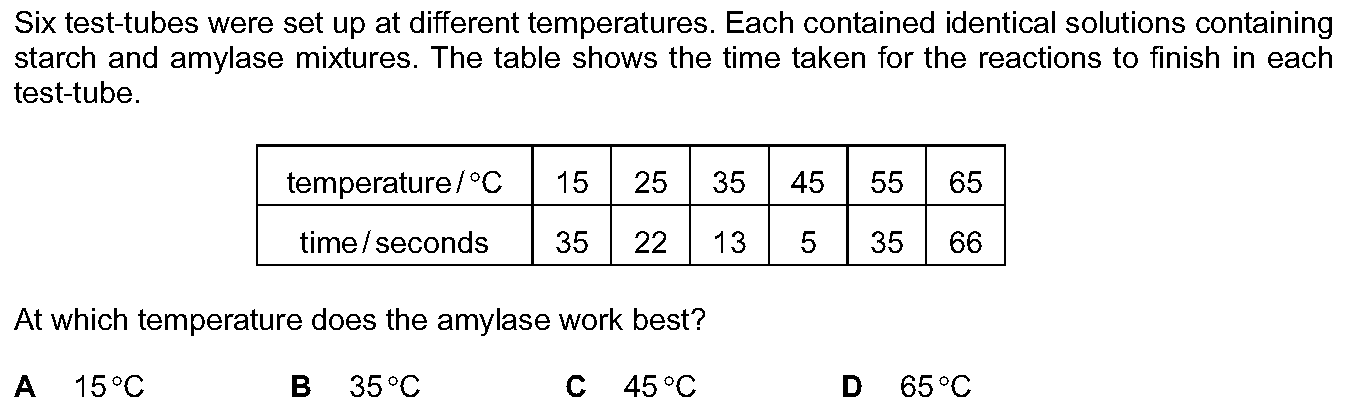 Six test-tubes were set up at different temperatures. Each contained identical solutions containing
starch and amylase mixtures. The table shows the time taken for the reactions to finish in each
test-tube.
temperature / °C 15 25 35 45 55 65
time / seconds 35 22 13 5 35 66
At which temperature does the amylase work best?
A 15 °C B 35 °C C 45 °C D 65 °C